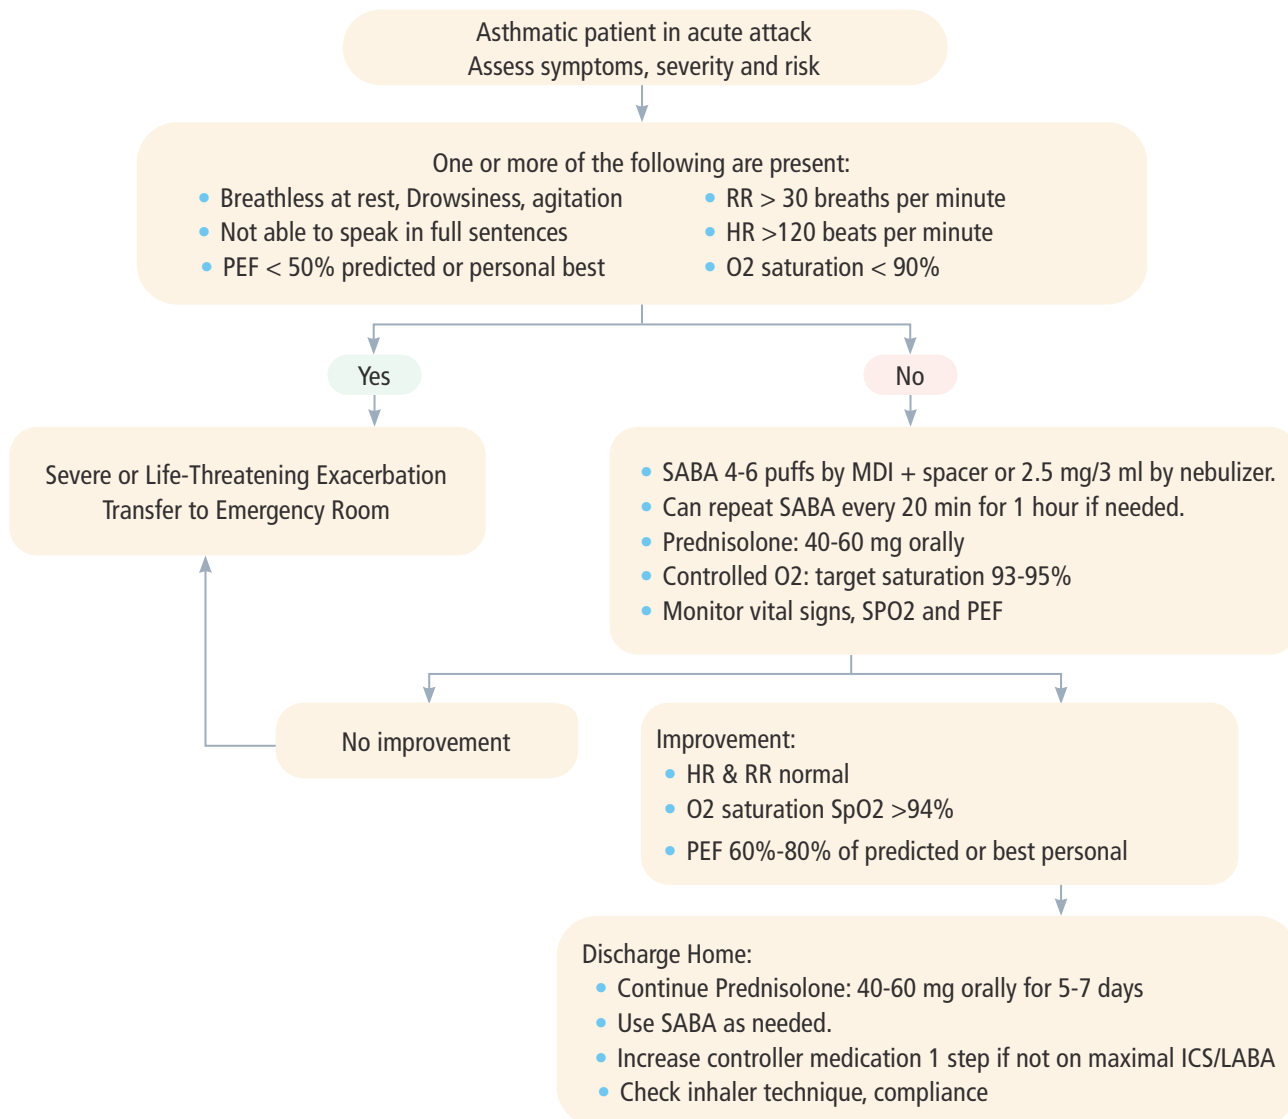 Asthmatic patient in acute attack
Assess symptoms, severity and risk
One or more of the following are present:
• Breathless at rest, Drowsiness, agitation
• Not able to speak in full sentences
• PEF < 50% predicted or personal best
• RR > 30 breaths per minute
• HR >120 beats per minute
• O2 saturation < 90%
Yes
No
Severe or Life-Threatening Exacerbation
Transfer to Emergency Room
• SABA 4-6 puffs by MDI + spacer or 2.5 mg/3 ml by nebulizer.
• Can repeat SABA every 20 min for 1 hour if needed.
• Prednisolone: 40-60 mg orally
• Controlled O2: target saturation 93-95%
• Monitor vital signs, SPO2 and PEF
No improvement
Improvement:
• HR & RR normal
• O2 saturation SpO2 >94%
• PEF 60%-80% of predicted or best personal
Discharge Home:
• Continue Prednisolone: 40-60 mg orally for 5-7 days
• Use SABA as needed.
• Increase controller medication 1 step if not on maximal ICS/LABA
• Check inhaler technique, compliance